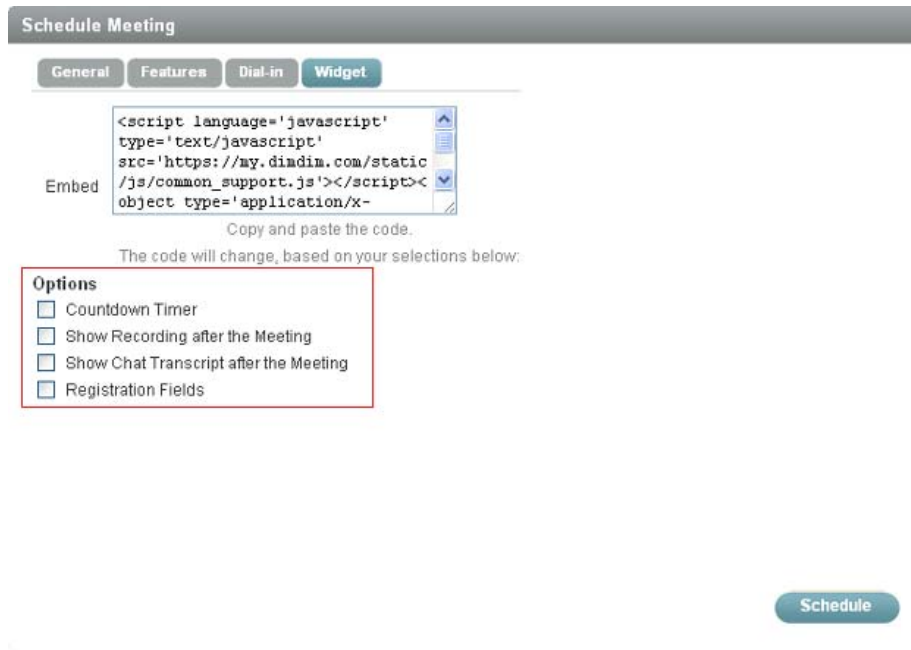 Schedule Meeting
General Features Dial-in Widget
<script language='javascript'
type='text/javascript'
src='https://my.dimdim.com/static
/js/common_support.js'></script><
object type='application/x-
Embed
Copy and paste the code.
The code will change, based on your selections below:
Options
Countdown Timer
Show Recording after the Meeting
Show Chat Transcript after the Meeting
Registration Fields
Schedule